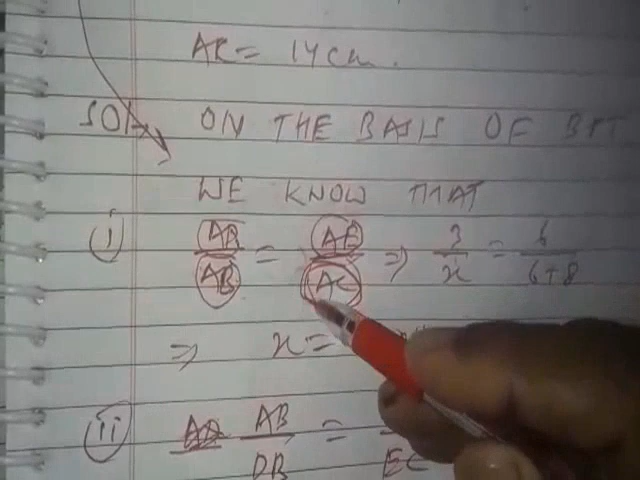 AC = 14cm.
SOL ON THE BASIS OF BPT
WE KNOW THAT
(i) AB/AB = AE/AC ⇒ 3/x = 6/6+8
⇒ x =
(ii) AB/DB =
EC